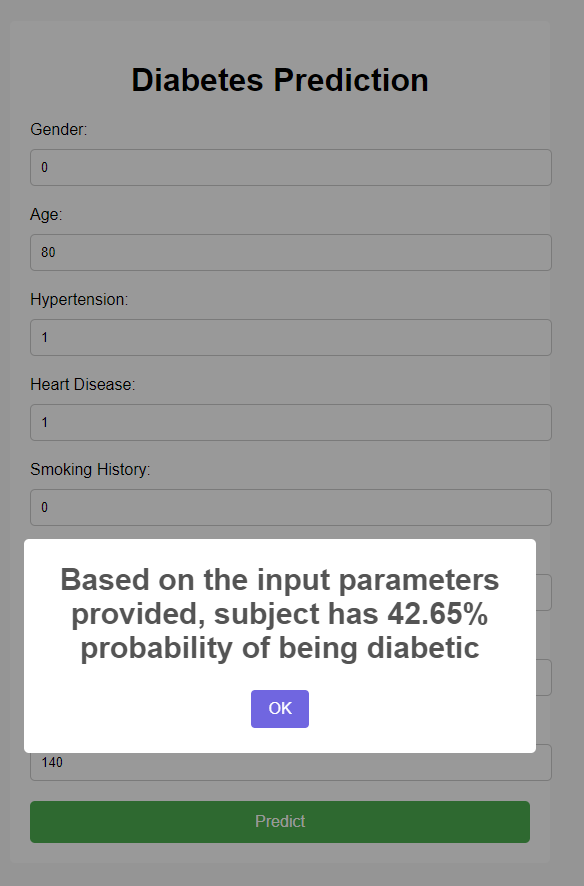 Diabetes Prediction
Gender:
0
Age:
80
Hypertension:
1
Heart Disease:
1
Smoking History:
0
Based on the input parameters
provided, subject has 42.65%
probability of being diabetic
OK
140
Predict